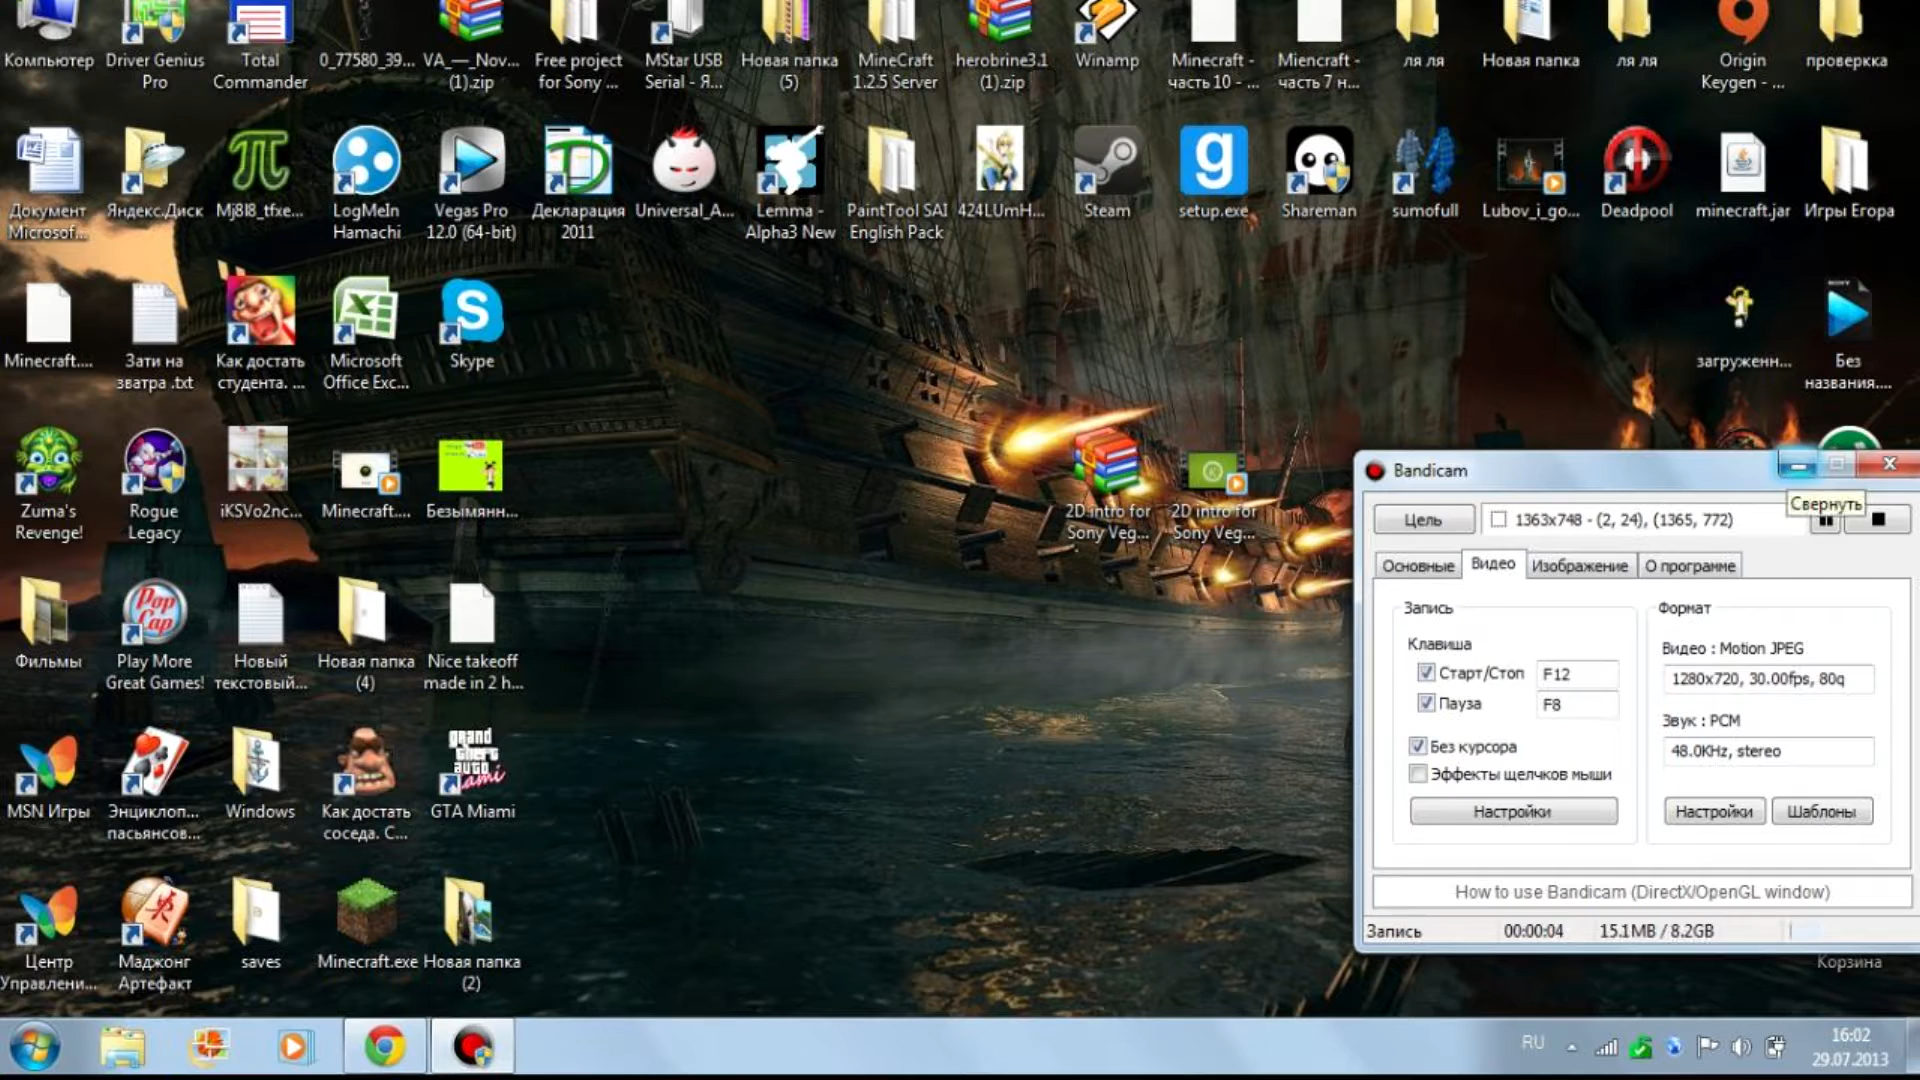 Компьютер
Driver Genius
Pro
Total
Commander
0_77580_39...
VA_—_Nov...
(1).zip
Free project
for Sony ...
MStar USB
Serial - Я...
Новая папка
(5)
MineCraft
1.2.5 Server
herobrine3.1
(1).zip
Winamp
Minecraft -
часть 10 - ...
Miencraft -
часть 7 н...
ля ля
Новая папка
ля ля
Origin
Keygen - ...
проверкка
Документ
Microsof...
Яндекс.Диск
Mj8l8_tfxe...
LogMeIn
Hamachi
Vegas Pro
12.0 (64-bit)
Декларация
2011
Universal_A...
Lemma -
Alpha3 New
PaintTool SAI
English Pack
424LUmH...
Steam
g
setup.exe
Shareman
sumofull
Lubov_i_go...
Deadpool
minecraft.jar
Игры Егора
Minecraft....
Зати на
зватра .txt
Как достать
студента. ...
Microsoft
Office Exc...
Skype
загруженн...
Без
названия....
Zuma's
Revenge!
Rogue
Legacy
iKSVo2nc...
Minecraft....
Безымянн...
2D intro for
Sony Veg...
2D intro for
Sony Veg...
Фильмы
Pop
Cap
Play More
Great Games!
Новый
текстовый...
Новая папка
(4)
Nice takeoff
made in 2 h...
MSN Игры
Энциклоп...
пасьянсов...
Windows
Как достать
соседа. С...
grand
theft
auto
GTA Miami
Центр
Управлени...
Маджонг
Артефакт
saves
Minecraft.exe
Новая папка
(2)
Корзина
Bandicam
Свернуть
Цель
1363x748 - (2, 24), (1365, 772)
Основные
Видео
Изображение
О программе
Запись
Клавиша
Старт/Стоп
F12
Пауза
F8
Без курсора
Эффекты щелчков мыши
Настройки
Формат
Видео : Motion JPEG
1280x720, 30.00fps, 80q
Звук : PCM
48.0KHz, stereo
Настройки
Шаблоны
How to use Bandicam (DirectX/OpenGL window)
Запись
00:00:04
15.1MB / 8.2GB
RU
16:02
29.07.2013